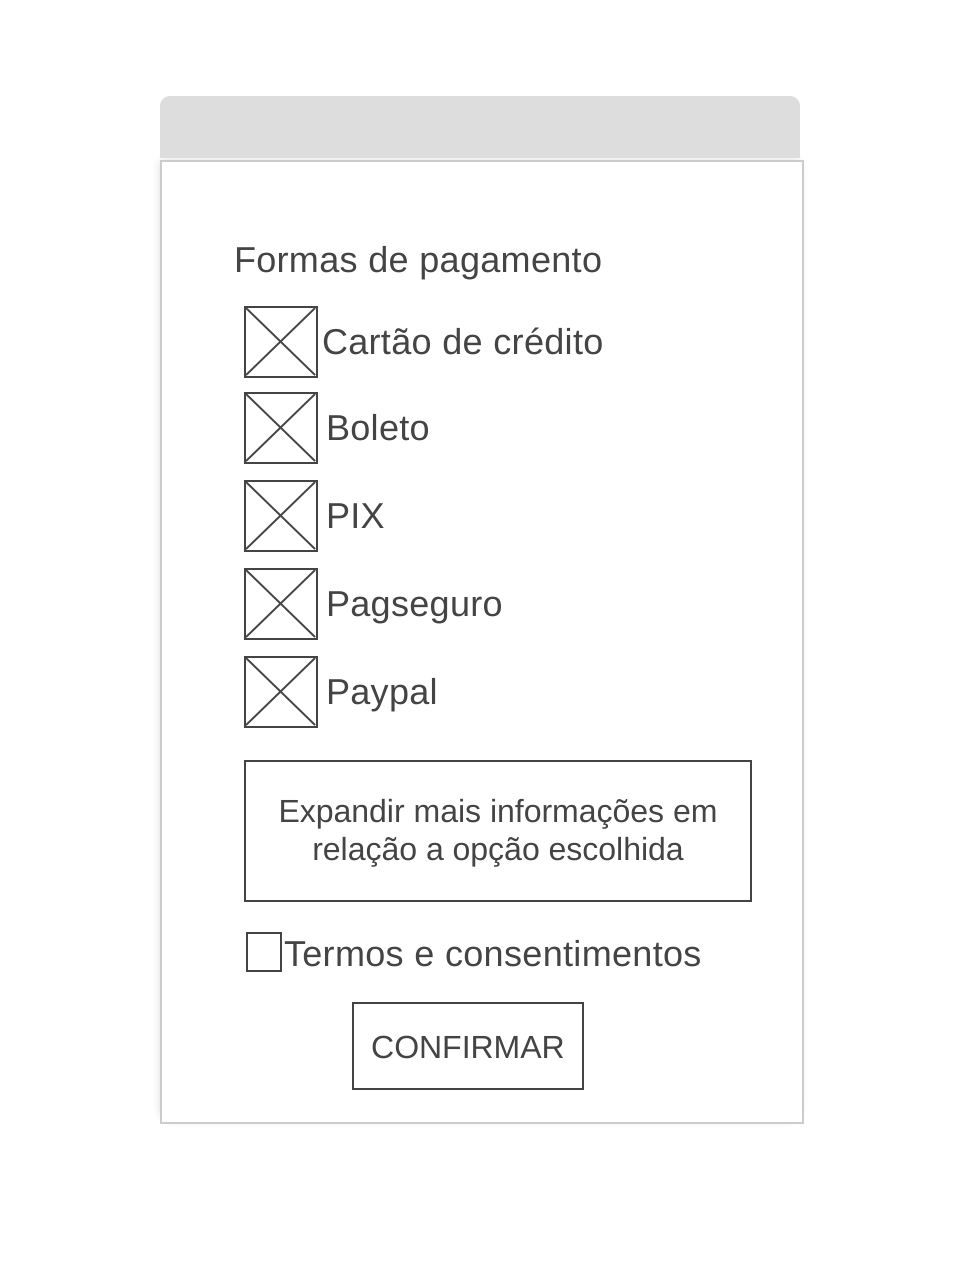 Formas de pagamento
Cartão de crédito
Boleto
PIX
Pagseguro
Paypal
Expandir mais informações em
relação a opção escolhida
Termos e consentimentos
CONFIRMAR